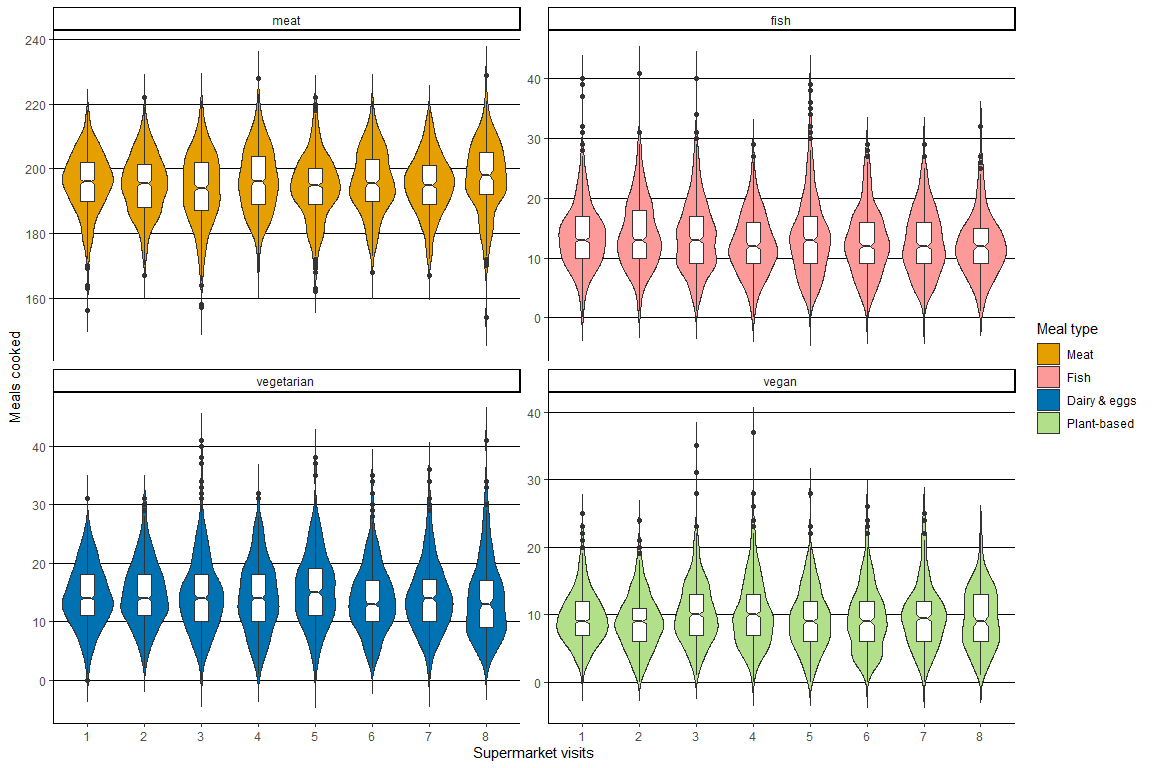 meat
fish
240
220
200
180
160
40
30
20
10
0
Meals cooked
vegetarian
vegan
40
30
20
10
0
40
30
20
10
0
1 2 3 4 5 6 7 8
1 2 3 4 5 6 7 8
Supermarket visits
Meal type
Meat
Fish
Dairy & eggs
Plant-based